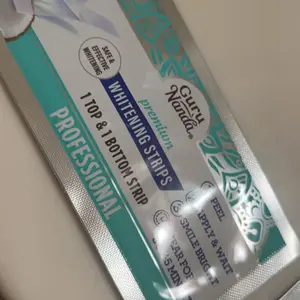 SAFE &
EFFECTIVE
WHITENING
Guru
Nanda®
premium
WHITENING STRIPS
1 TOP & 1 BOTTOM STRIP
PROFESSIONAL
PEEL
APPLY & WAIT
SMILE BRIGHT